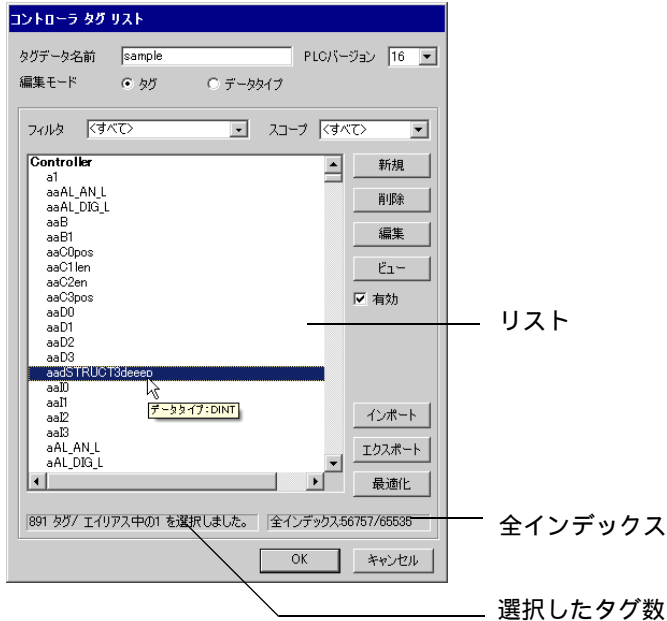 コントローラ タグ リスト
タグデータ名前 sample PLCバージョン 16
編集モード タグ データタイプ
フィルタ <すべて> スコープ <すべて>
Controller
a1
aaAL_AN_L
aaAL_DIG_L
aaB
aaB1
aaC0pos
aaC1len
aaC2en
aaC3pos
aaD0
aaD1
aaD2
aaD3
aadSTRUCT3deeep
aaI0
aaI1
aaI2
aaI3
aAL_AN_L
aAL_DIG_L
データタイプ:DINT
新規
削除
編集
ビュー
有効
インポート
エクスポート
最適化
リスト
891 タグ/ エイリアス中の1 を選択しました。 全インデックス:56757/65535
全インデックス
OK キャンセル
選択したタグ数